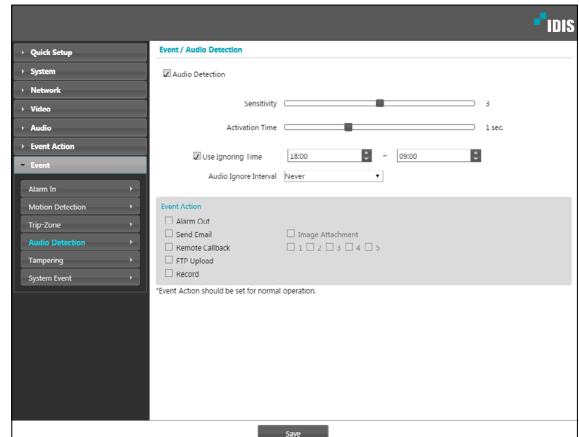 IDIS
Quick Setup
System
Network
Video
Audio
Event Action
Event
Alarm In
Motion Detection
Trip-Zone
Audio Detection
Tampering
System Event
Event / Audio Detection
Audio Detection
Sensitivity 3
Activation Time 1 sec.
Use Ignoring Time 18:00 ~ 09:00
Audio Ignore Interval Never
Event Action
Alarm Out
Send Email Image Attachment
Remote Callback 1 2 3 4 5
FTP Upload
Record
*Event Action should be set for normal operation.
Save